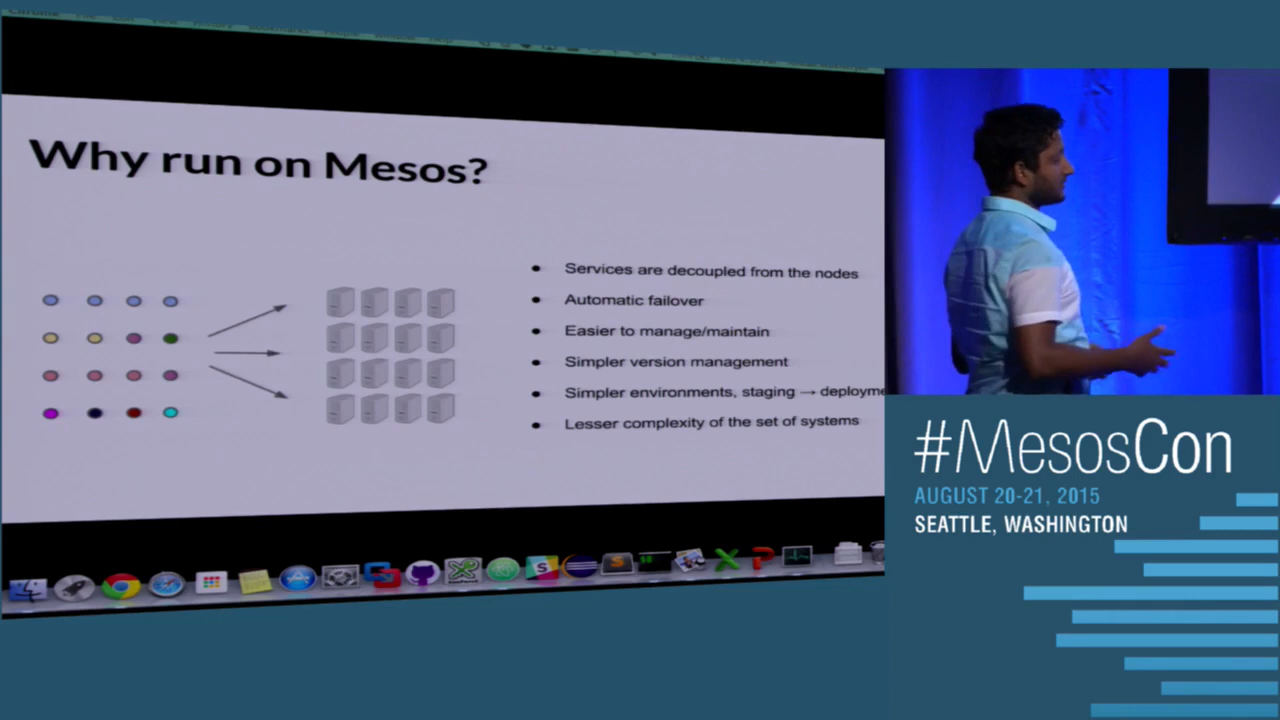 Why run on Mesos?
Services are decoupled from the nodes
Automatic failover
Easier to manage/maintain
Simpler version management
Simpler environments, staging → deployme
Lesser complexity of the set of systems
#MesosCon
AUGUST 20-21, 2015
SEATTLE, WASHINGTON